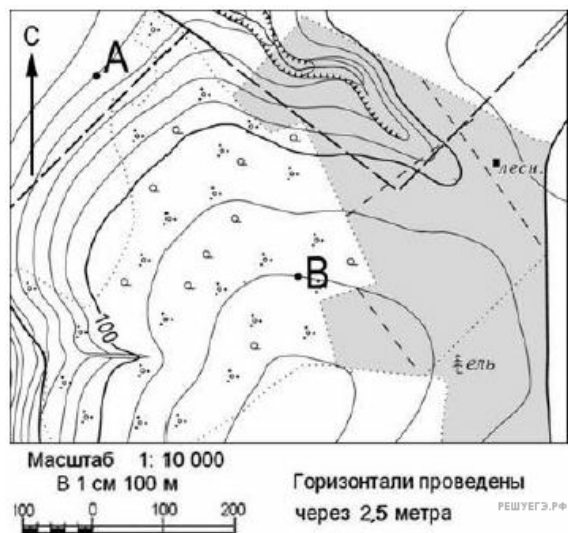 С
А
лесн.
В
100
ель
Масштаб 1: 10 000
В 1 см 100 м
Горизонтали проведены
через 2,5 метра
РЕШУЕГЭ.РФ
100 0 100 200